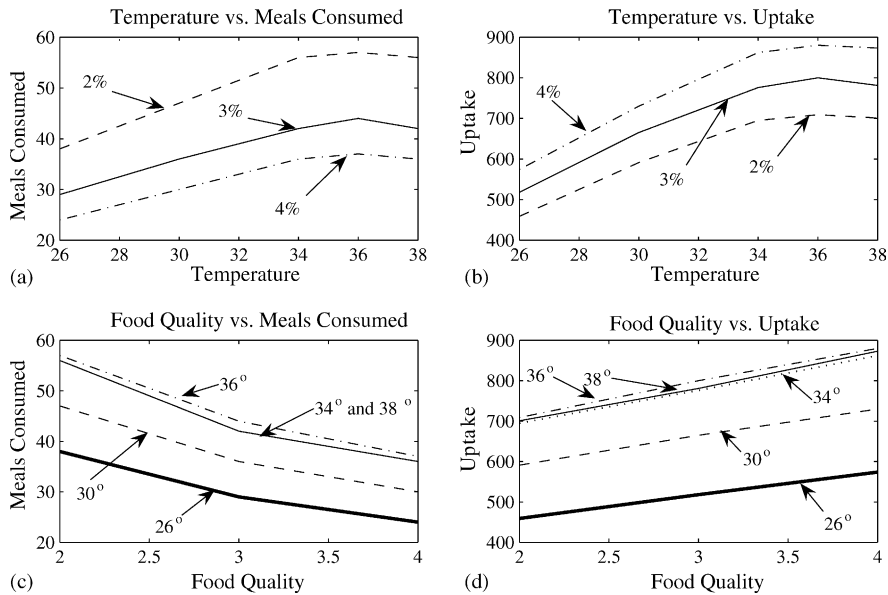 Temperature vs. Meals Consumed
60
50
40
30
20
Meals Consumed
2%
3%
4%
26 28 30 32 34 36 38
(a)
Temperature
Temperature vs. Uptake
900
800
700
600
500
400
Uptake
4%
3%
2%
26 28 30 32 34 36 38
(b)
Temperature
Food Quality vs. Meals Consumed
60
50
40
30
20
Meals Consumed
36°
34° and 38°
30°
26°
2 2.5 3 3.5 4
(c)
Food Quality
Food Quality vs. Uptake
900
800
700
600
500
400
Uptake
36°
38°
34°
30°
26°
2 2.5 3 3.5 4
(d)
Food Quality